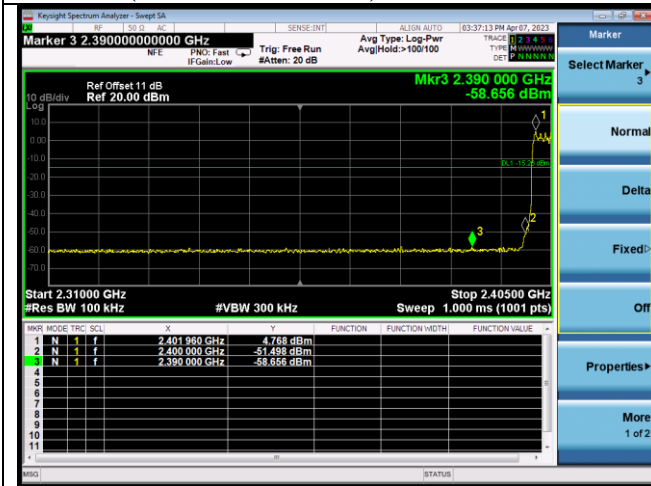 Keysight Spectrum Analyzer - Swept SA
RF 50 Ω AC SENSE:INT ALIGN AUTO 03:37:13 PM Apr 07, 2023
Marker 3 2.390000000000 GHz
NFE PNO: Fast IFGain:Low Trig: Free Run #Atten: 20 dB
Avg Type: Log-Pwr
Avg|Hold:>100/100
TRACE 1 2 3 4 5 6
TYPE M WWWWW
DET P N N N N N
Mkr3 2.390 000 GHz
-58.656 dBm
Ref Offset 11 dB
10 dB/div Ref 20.00 dBm
Log
10.0
0.00
-10.0
-20.0
-30.0
-40.0
-50.0
-60.0
-70.0
1
2
3
Start 2.31000 GHz Stop 2.40500 GHz
#Res BW 100 kHz #VBW 300 kHz Sweep 1.000 ms (1001 pts)
MKR MODE TRC SCL X Y FUNCTION FUNCTION WIDTH FUNCTION VALUE
1 N 1 f 2.401 960 GHz 4.768 dBm
2 N 1 f 2.400 000 GHz -51.498 dBm
3 N 1 f 2.390 000 GHz -58.656 dBm
4
5
6
7
8
9
10
11
MSG STATUS
Marker
Select Marker
3
Normal
Delta
Fixed
Off
Properties
More
1 of 2